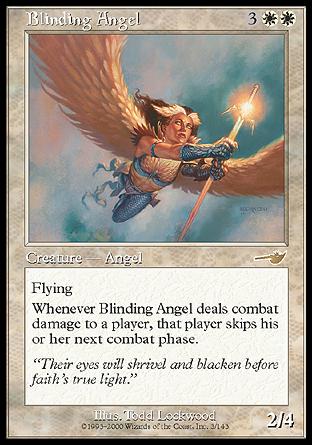 Blinding Angel 3
Creature — Angel
Flying
Whenever Blinding Angel deals combat
damage to a player, that player skips his
or her next combat phase.
“Their eyes will shrivel and blacken before
faith’s true light.”
Illus. Todd Lockwood
©1993-2000 Wizards of the Coast, Inc. 3/143
2/4